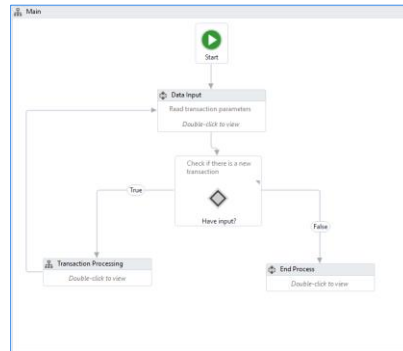 Main
Start
Data Input
Read transaction parameters
Double-click to view
Check if there is a new
transaction
True
Have input?
False
Transaction Processing
Double-click to view
End Process
Double-click to view